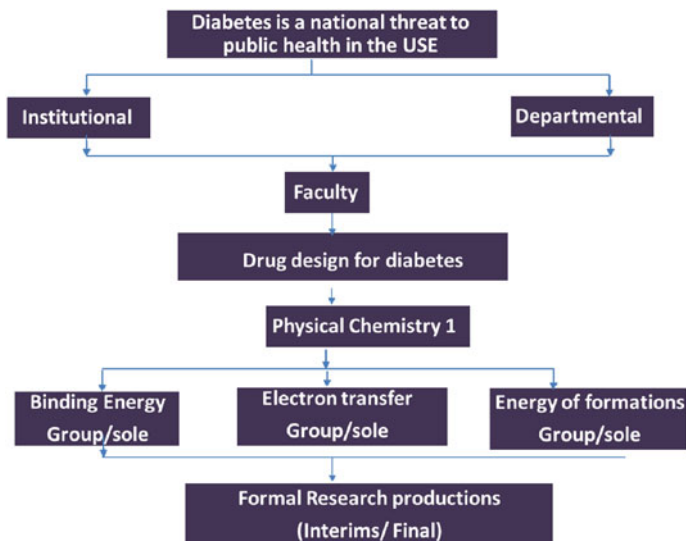 Diabetes is a national threat to
public health in the USE
Institutional
Departmental
Faculty
Drug design for diabetes
Physical Chemistry 1
Binding Energy
Group/sole
Electron transfer
Group/sole
Energy of formations
Group/sole
Formal Research productions
(Interims/ Final)